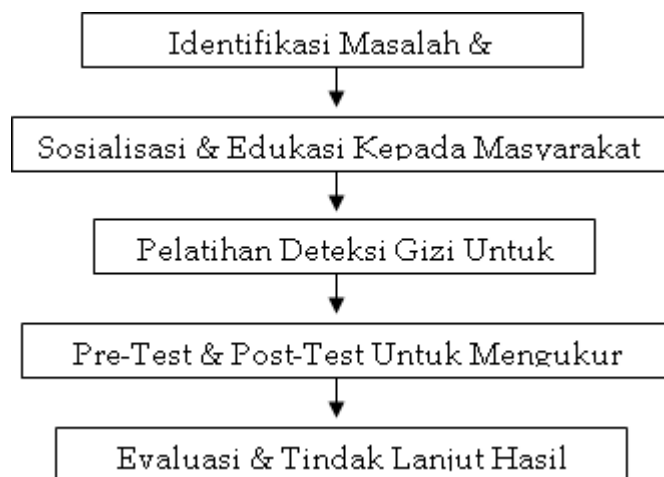 Identifikasi Masalah &
Sosialisasi & Edukasi Kepada Masyarakat
Pelatihan Deteksi Gizi Untuk
Pre-Test & Post-Test Untuk Mengukur
Evaluasi & Tindak Lanjut Hasil